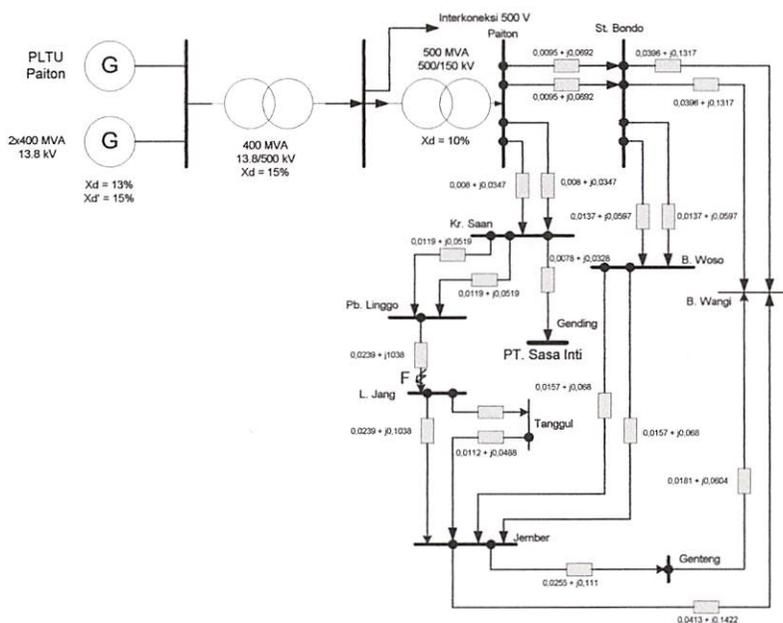 Interkoneksi 500 V
PLTU
Paiton
G
G
2x400 MVA
13.8 kV
Xd = 13%
Xd' = 15%
400 MVA
13.8/500 kV
Xd = 15%
500 MVA
500/150 kV
Xd = 10%
Paiton
St. Bondo
0.0095 + j0.0692
0.0095 + j0.0692
0.0396 + j0.1317
0.0396 + j0.1317
0,008 + j0,0347
0,008 + j0,0347
0,0137 + j0,0597
0,0137 + j0,0597
Kr. Saan
0,0119 + j0,0519
0,0119 + j0,0519
0,0078 + j0,0328
B. Woso
B. Wangi
Pb. Linggo
Gending
PT. Sasa Inti
0,0239 + j1038
F
L. Jang
0,0239 + j0,1038
Tanggul
0,0112 + j0,0488
0,0157 + j0,068
0,0157 + j0,068
0,0181 + j0,0604
Jember
Genteng
0,0255 + j0,111
0,0413 + j0,1422